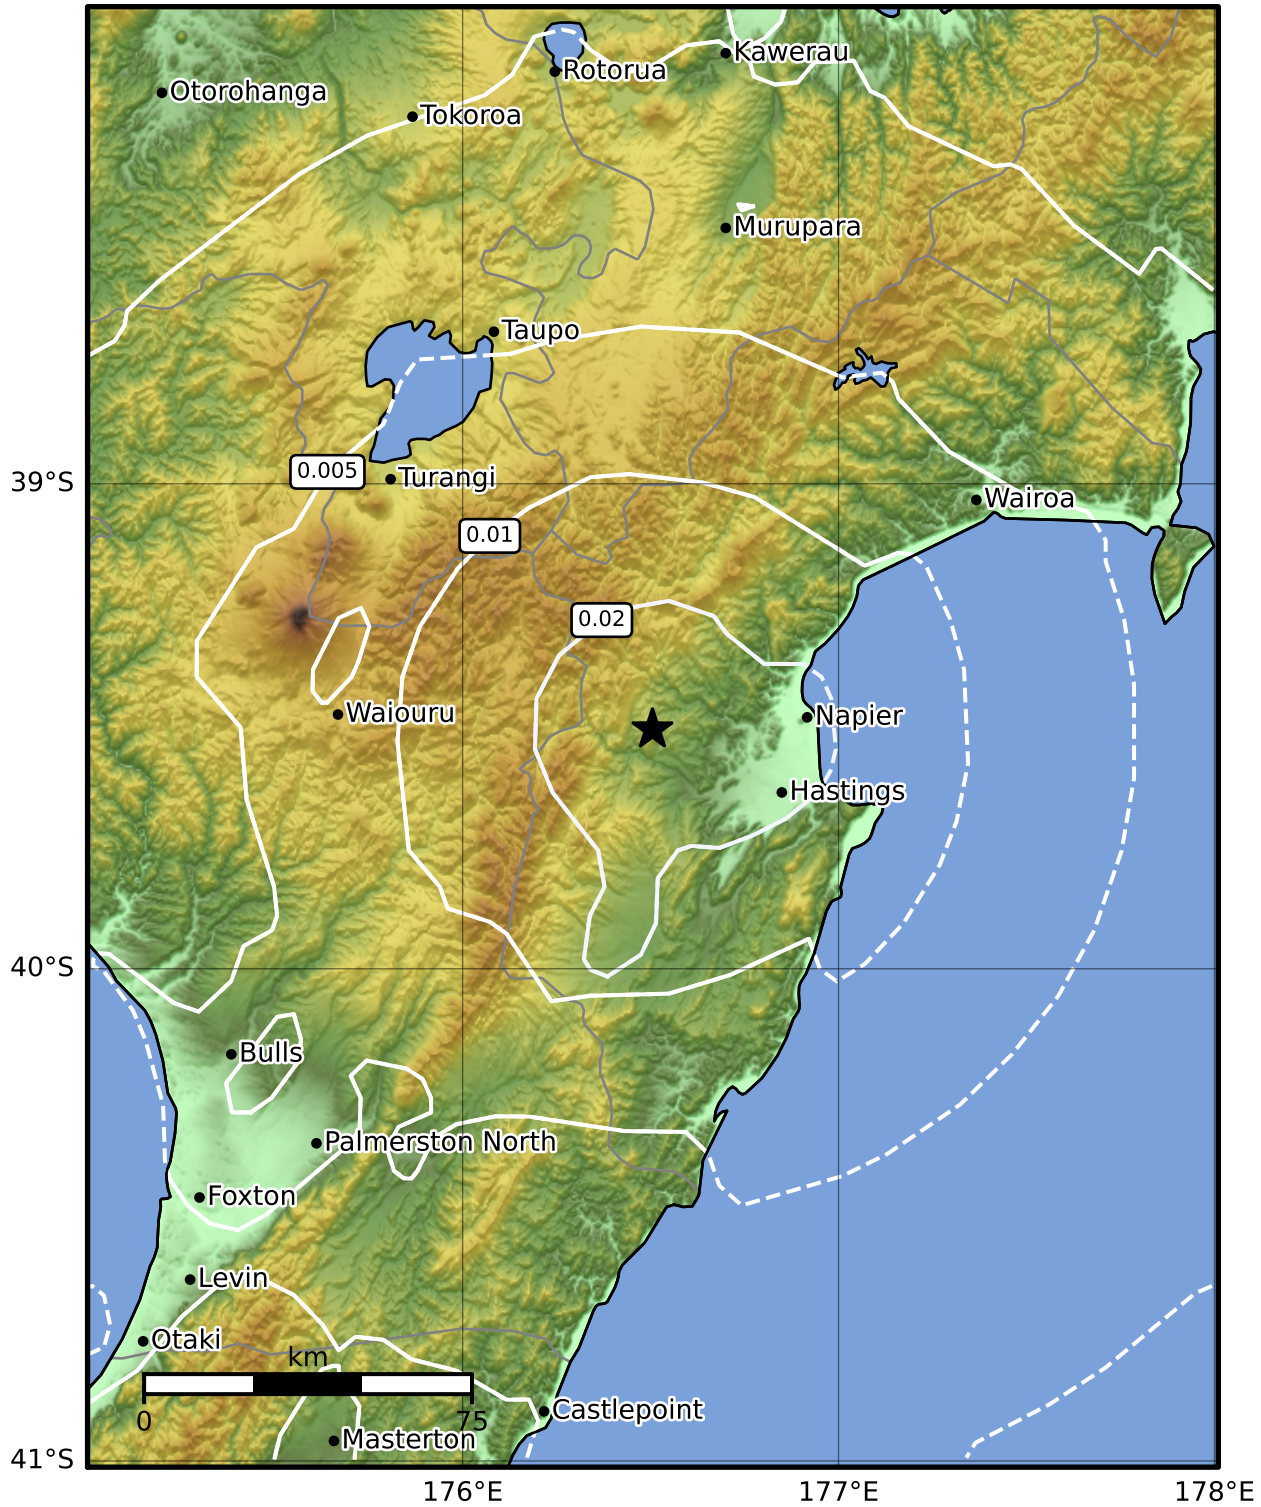 Kawerau
Rotorua
Otorohanga
Tokoroa
Murupara
Taupo
0.005
Turangi
39°S
Wairoa
0.01
0.02
Waiouru
Napier
Hastings
40°S
Bulls
Palmerston North
Foxton
Levin
Otaki
km
0
75
Castlepoint
Masterton
41°S
176°E
177°E
178°E